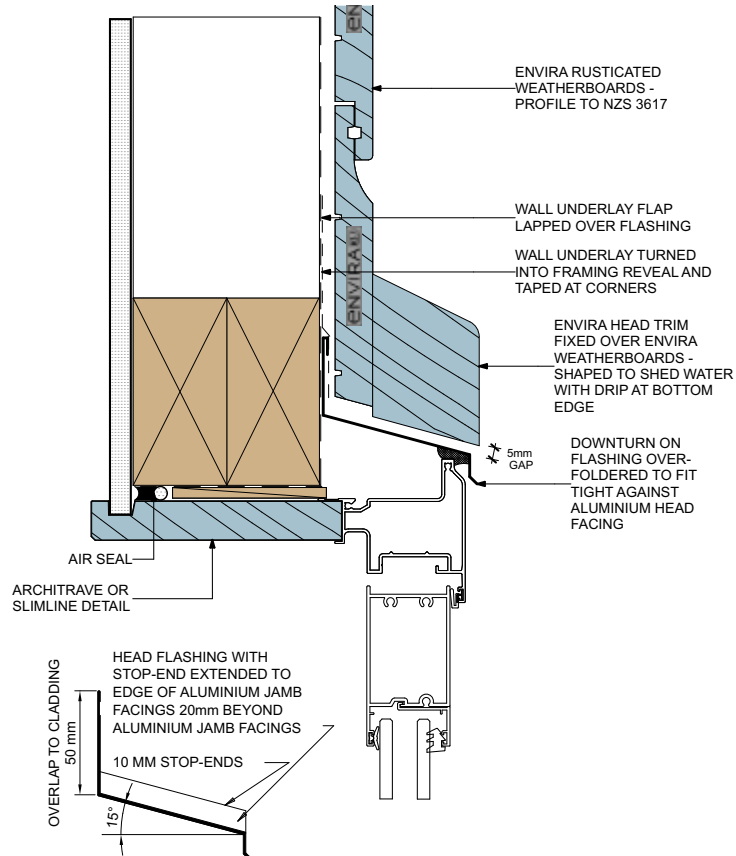 ENVIRA
ENVIRA RUSTICATED
WEATHERBOARDS -
PROFILE TO NZS 3617
WALL UNDERLAY FLAP
LAPPED OVER FLASHING
ENVIRA
WALL UNDERLAY TURNED
INTO FRAMING REVEAL AND
TAPED AT CORNERS
ENVIRA HEAD TRIM
FIXED OVER ENVIRA
WEATHERBOARDS -
SHAPED TO SHED WATER
WITH DRIP AT BOTTOM
EDGE
5mm
GAP
DOWNTURN ON
FLASHING OVER-
FOLDERED TO FIT
TIGHT AGAINST
ALUMINIUM HEAD
FACING
AIR SEAL
ARCHITRAVE OR
SLIMLINE DETAIL
HEAD FLASHING WITH
STOP-END EXTENDED TO
EDGE OF ALUMINIUM JAMB
FACINGS 20mm BEYOND
ALUMINIUM JAMB FACINGS
10 MM STOP-ENDS
OVERLAP TO CLADDING
50 mm
15°